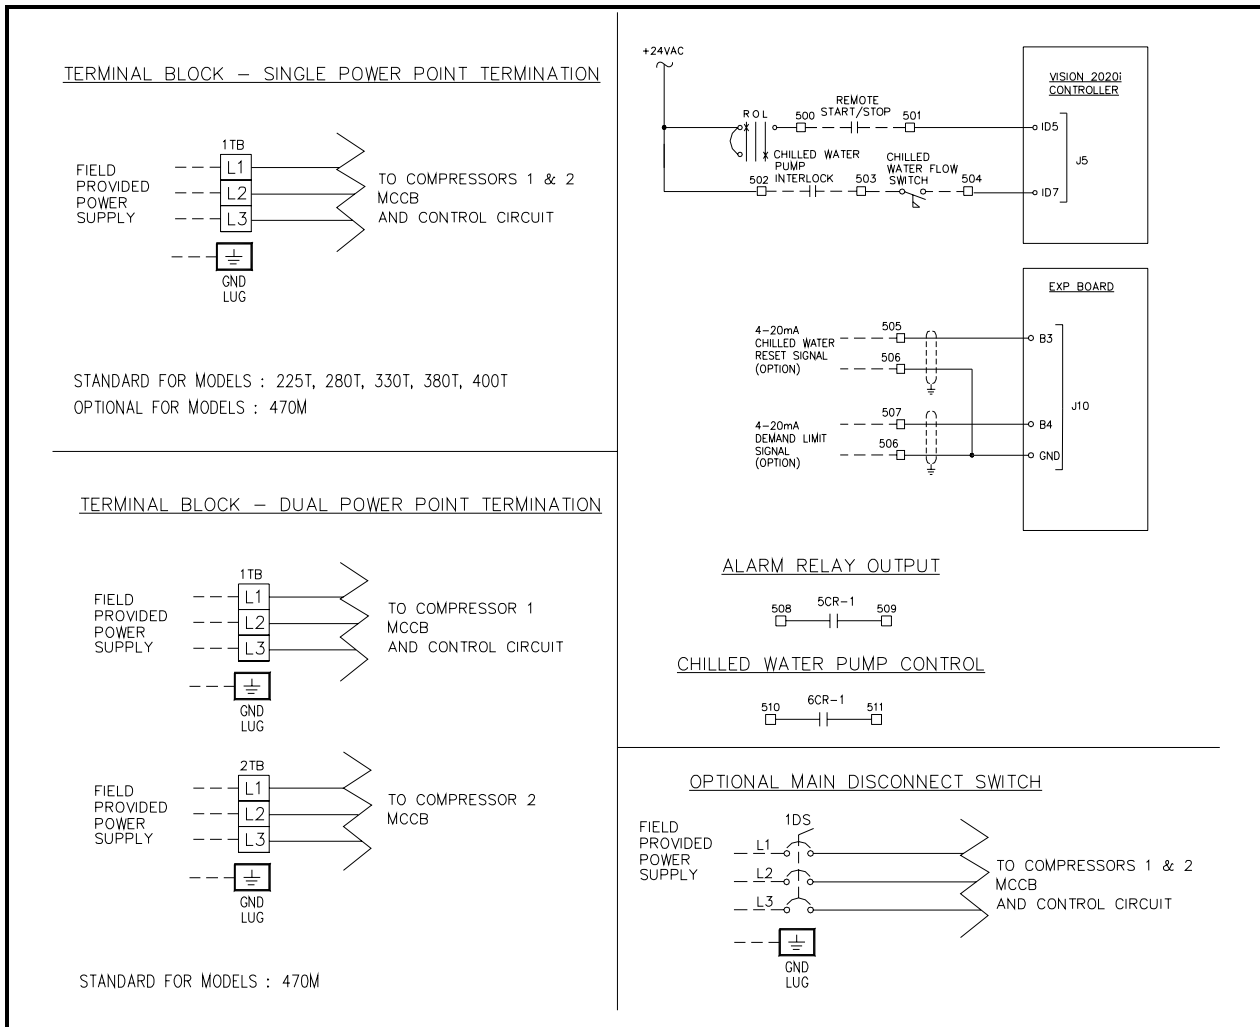 TERMINAL BLOCK - SINGLE POWER POINT TERMINATION
1TB
FIELD
PROVIDED
POWER
SUPPLY
L1
L2
L3
TO COMPRESSORS 1 & 2
MCCB
AND CONTROL CIRCUIT
GND
LUG
STANDARD FOR MODELS : 225T, 280T, 330T, 380T, 400T
OPTIONAL FOR MODELS : 470M
TERMINAL BLOCK - DUAL POWER POINT TERMINATION
1TB
FIELD
PROVIDED
POWER
SUPPLY
L1
L2
L3
TO COMPRESSOR 1
MCCB
AND CONTROL CIRCUIT
GND
LUG
2TB
FIELD
PROVIDED
POWER
SUPPLY
L1
L2
L3
TO COMPRESSOR 2
MCCB
GND
LUG
STANDARD FOR MODELS : 470M
+24VAC
VISION 2020i
CONTROLLER
R O L
500
REMOTE
START/STOP
501
ID5
J5
CHILLED WATER
PUMP
INTERLOCK
CHILLED
WATER FLOW
SWITCH
502
503
504
ID7
EXP BOARD
4-20mA
CHILLED WATER
RESET SIGNAL
(OPTION)
505
506
B3
J10
4-20mA
DEMAND LIMIT
SIGNAL
(OPTION)
507
506
B4
GND
ALARM RELAY OUTPUT
508
5CR-1
509
CHILLED WATER PUMP CONTROL
510
6CR-1
511
OPTIONAL MAIN DISCONNECT SWITCH
1DS
FIELD
PROVIDED
POWER
SUPPLY
L1
L2
L3
TO COMPRESSORS 1 & 2
MCCB
AND CONTROL CIRCUIT
GND
LUG